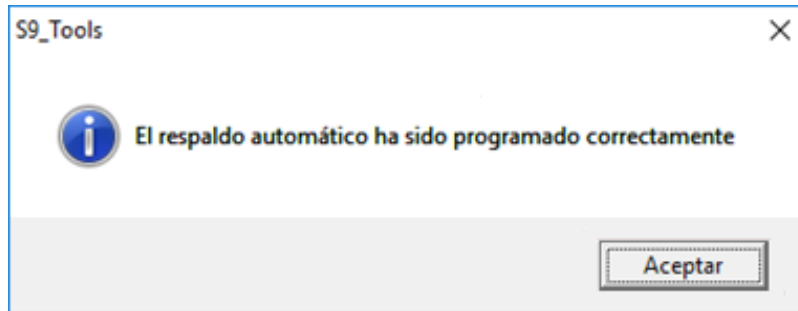 S9_Tools
El respaldo automático ha sido programado correctamente
Aceptar